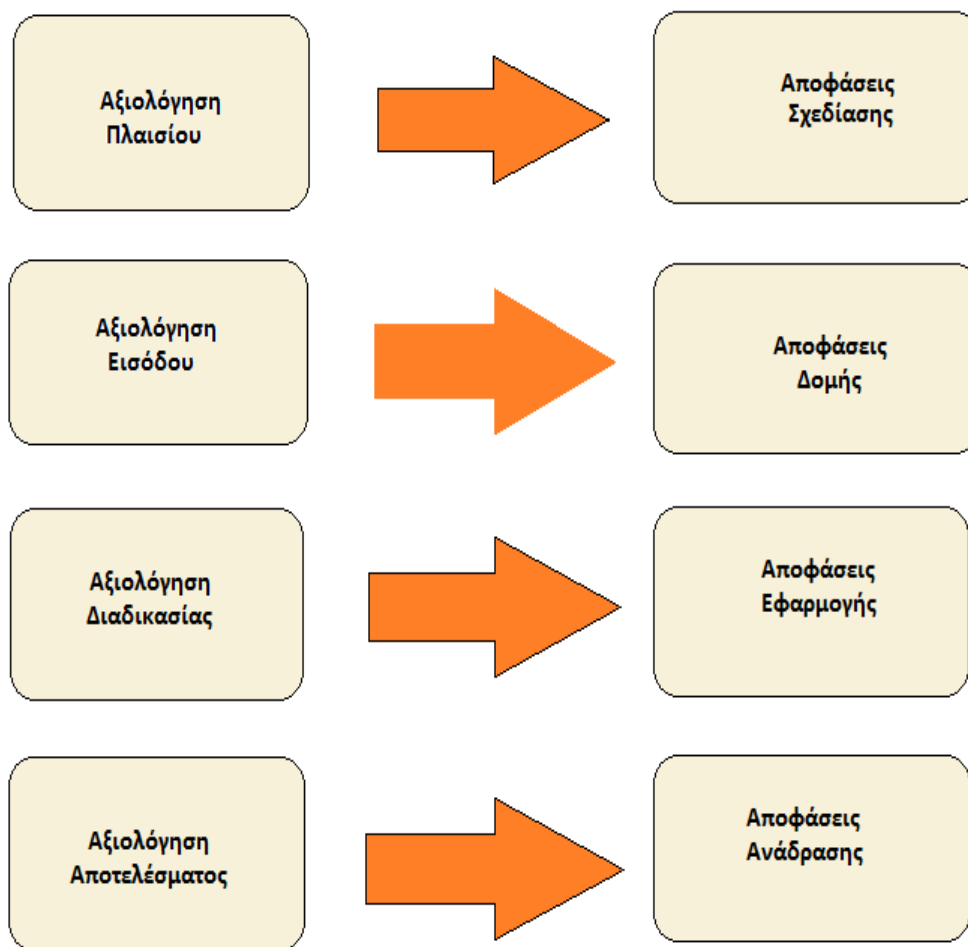 Αξιολόγηση
Πλαισίου
Αποφάσεις
Σχεδίασης
Αξιολόγηση
Εισόδου
Αποφάσεις
Δομής
Αξιολόγηση
Διαδικασίας
Αποφάσεις
Εφαρμογής
Αξιολόγηση
Αποτελέσματος
Αποφάσεις
Ανάδρασης